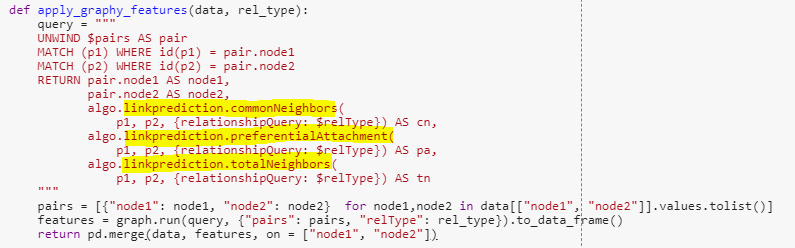 def apply_graphy_features(data, rel_type):
    query = """
    UNWIND $pairs AS pair
    MATCH (p1) WHERE id(p1) = pair.node1
    MATCH (p2) WHERE id(p2) = pair.node2
    RETURN pair.node1 AS node1,
           pair.node2 AS node2,
           algo.linkprediction.commonNeighbors(
               p1, p2, {relationshipQuery: $relType}) AS cn,
           algo.linkprediction.preferentialAttachment(
               p1, p2, {relationshipQuery: $relType}) AS pa,
           algo.linkprediction.totalNeighbors(
               p1, p2, {relationshipQuery: $relType}) AS tn
    """
    pairs = [{"node1": node1, "node2": node2}  for node1,node2 in data[["node1", "node2"]].values.tolist()]
    features = graph.run(query, {"pairs": pairs, "relType": rel_type}).to_data_frame()
    return pd.merge(data, features, on = ["node1", "node2"])